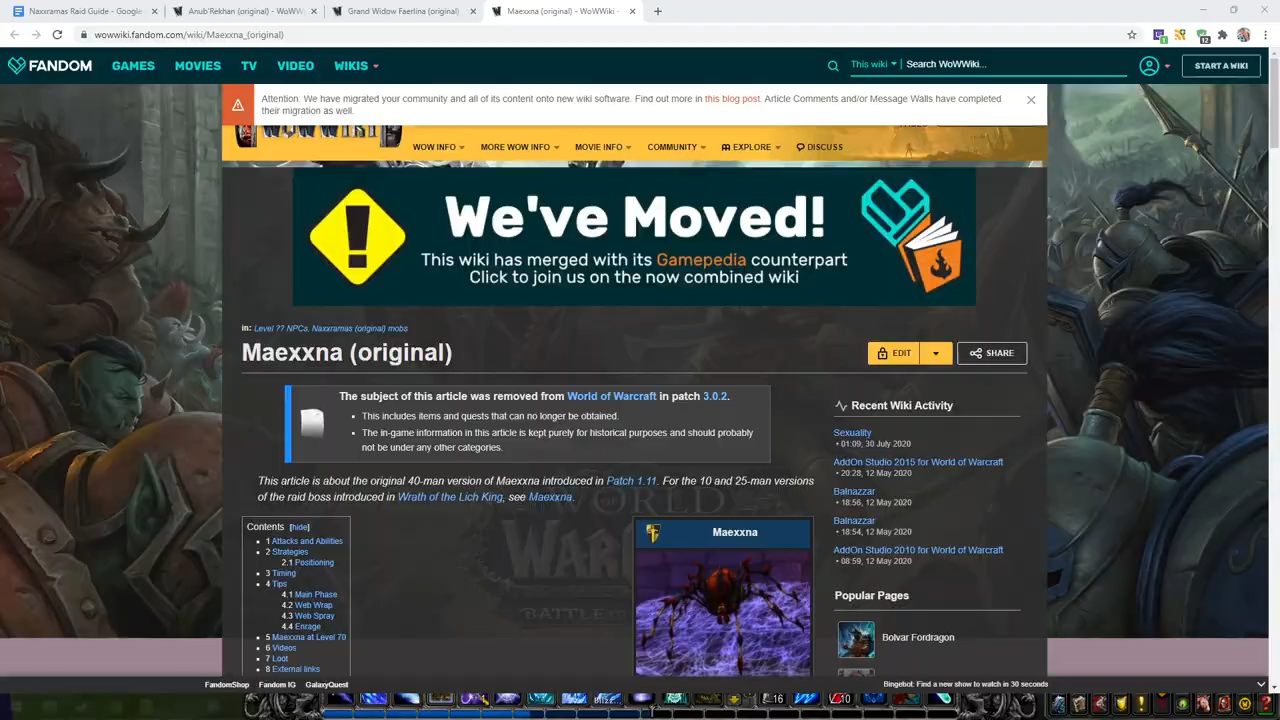 Naxxramas Raid Guide - Google
Anub'Rekhan (original) - WoWW
Grand Widow Faerlina (original)
Maexxna (original) - WoWWiki -
wowwiki.fandom.com/wiki/Maexxna_(original)
1
12
FANDOM
GAMES
MOVIES
TV
VIDEO
WIKIS
This wiki
Search WoWWiki...
START A WIKI
Attention: We have migrated your community and all of its content onto new wiki software. Find out more in this blog post. Article Comments and/or Message Walls have completed
their migration as well.
WOW INFO
MORE WOW INFO
MOVIE INFO
COMMUNITY
EXPLORE
DISCUSS
We've Moved!
This wiki has merged with its Gamepedia counterpart
Click to join us on the now combined wiki
in: Level ?? NPCs, Naxxramas (original) mobs
Maexxna (original)
EDIT
SHARE
The subject of this article was removed from World of Warcraft in patch 3.0.2.
• This includes items and quests that can no longer be obtained.
• The in-game information in this article is kept purely for historical purposes and should probably
not be under any other categories.
This article is about the original 40-man version of Maexxna introduced in Patch 1.11. For the 10 and 25-man versions
of the raid boss introduced in Wrath of the Lich King, see Maexxna.
Contents [hide]
1 Attacks and Abilities
2 Strategies
2.1 Positioning
3 Timing
4 Tips
4.1 Main Phase
4.2 Web Wrap
4.3 Web Spray
4.4 Enrage
5 Maexxna at Level 70
6 Videos
7 Loot
8 External links
Maexxna
Recent Wiki Activity
Sexuality
• 01:09, 30 July 2020
AddOn Studio 2015 for World of Warcraft
• 20:28, 12 May 2020
Balnazzar
• 18:56, 12 May 2020
Balnazzar
• 18:54, 12 May 2020
AddOn Studio 2010 for World of Warcraft
• 08:59, 12 May 2020
Popular Pages
Bolvar Fordragon
FandomShop
Fandom IG
GalaxyQuest
Bingebot: Find a new show to watch in 30 seconds
16
10